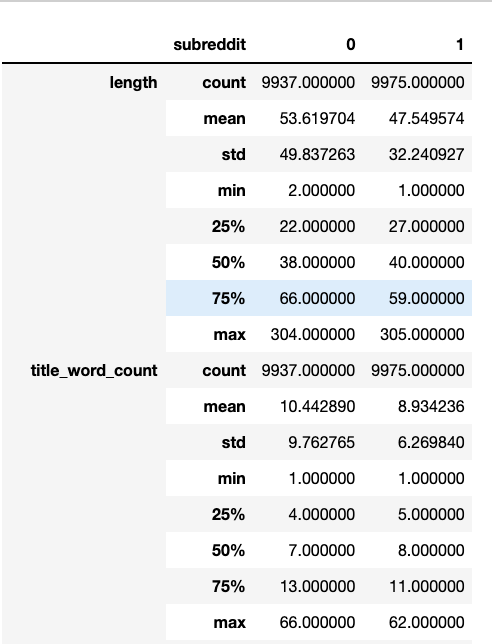 subreddit 0 1
length count 9937.000000 9975.000000
mean 53.619704 47.549574
std 49.837263 32.240927
min 2.000000 1.000000
25% 22.000000 27.000000
50% 38.000000 40.000000
75% 66.000000 59.000000
max 304.000000 305.000000
title_word_count count 9937.000000 9975.000000
mean 10.442890 8.934236
std 9.762765 6.269840
min 1.000000 1.000000
25% 4.000000 5.000000
50% 7.000000 8.000000
75% 13.000000 11.000000
max 66.000000 62.000000